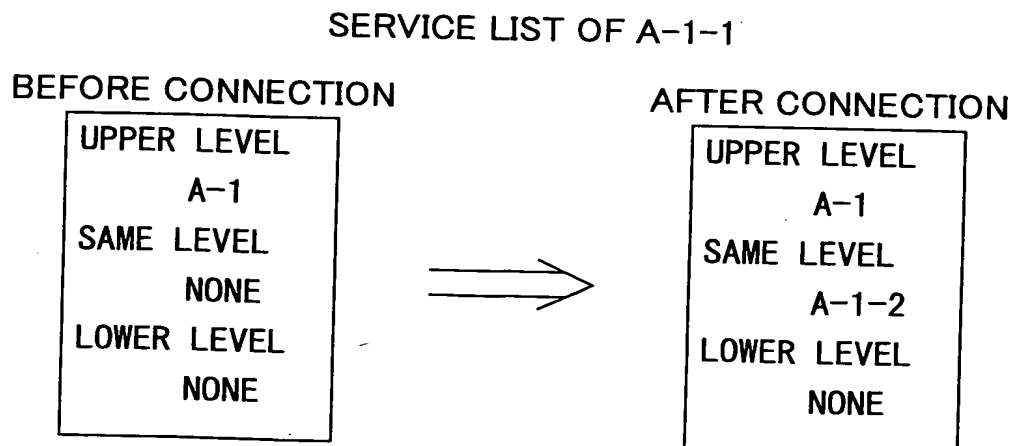 SERVICE LIST OF A-1-1
BEFORE CONNECTION
UPPER LEVEL
A-1
SAME LEVEL
NONE
LOWER LEVEL
NONE
AFTER CONNECTION
UPPER LEVEL
A-1
SAME LEVEL
A-1-2
LOWER LEVEL
NONE